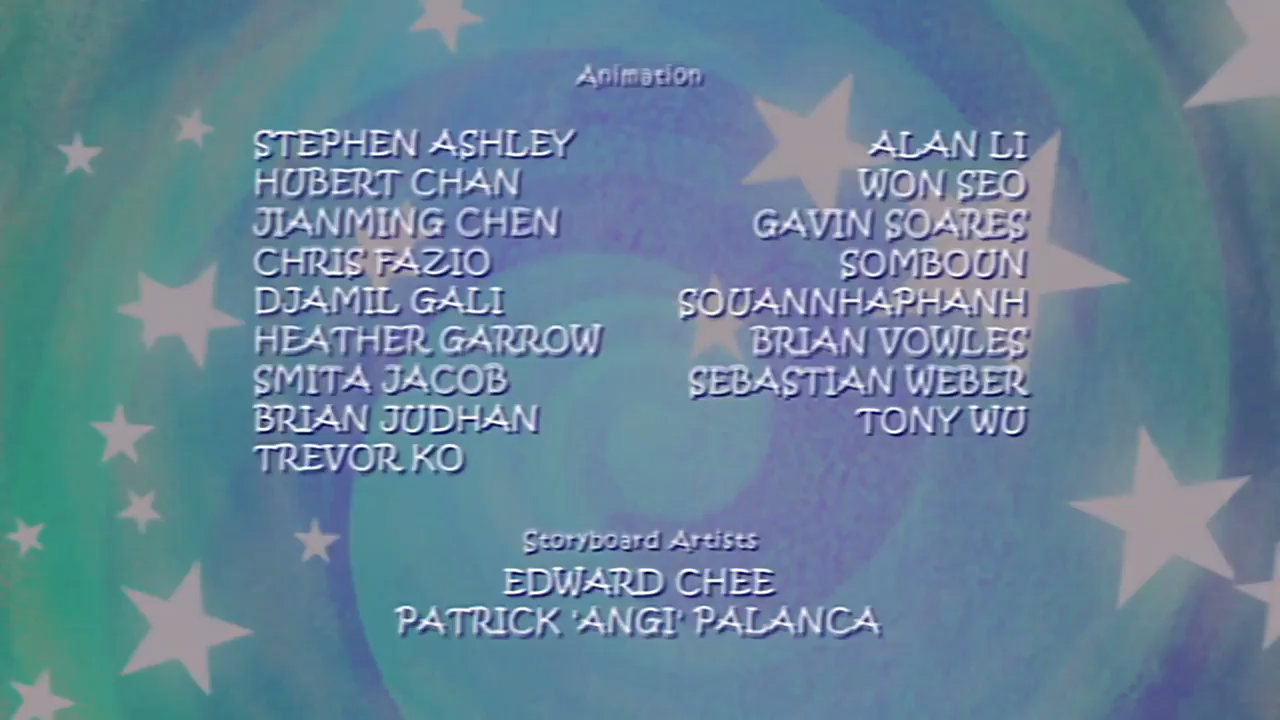 Animation
STEPHEN ASHLEY
HUBERT CHAN
JIANMING CHEN
CHRIS FAZIO
DJAMIL GALI
HEATHER GARROW
SMITA JACOB
BRIAN JUDHAN
TREVOR KO
ALAN LI
WON SEO
GAVIN SOARES
SOMBOUN
SOUANNHAPHANH
BRIAN VOWLES
SEBASTIAN WEBER
TONY WU
Storyboard Artists
EDWARD CHEE
PATRICK 'ANGI' PALANCA